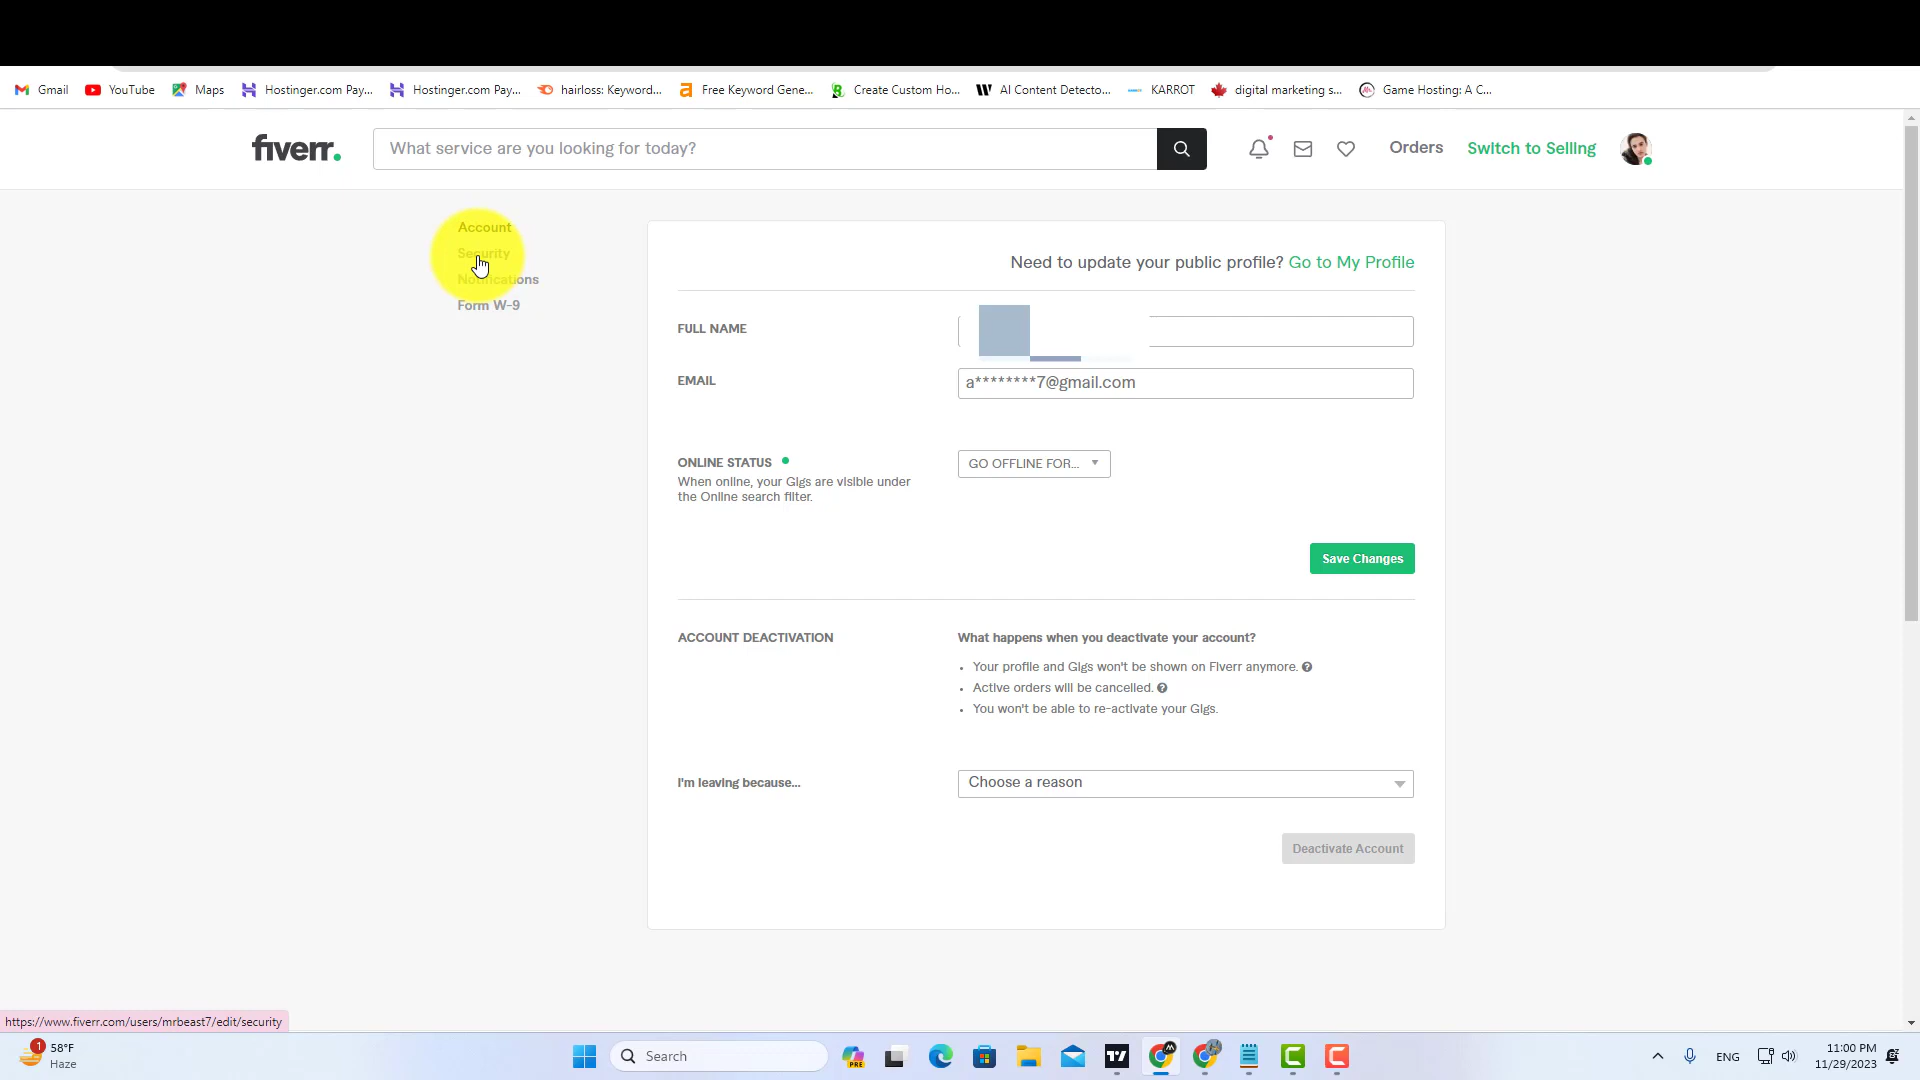 Gmail
YouTube
Maps
Hostinger.com Pay...
Hostinger.com Pay...
hairloss: Keyword...
Free Keyword Gene...
Create Custom Ho...
AI Content Detecto...
KARROT
digital marketing s...
Game Hosting: A C...
fiverr.
What service are you looking for today?
Orders
Switch to Selling
Account
Security
Notifications
Form W-9
Need to update your public profile? Go to My Profile
FULL NAME
EMAIL
a********7@gmail.com
ONLINE STATUS
When online, your Gigs are visible under
the Online search filter.
GO OFFLINE FOR...
Save Changes
ACCOUNT DEACTIVATION
What happens when you deactivate your account?
• Your profile and Gigs won't be shown on Fiverr anymore.
• Active orders will be cancelled.
• You won't be able to re-activate your Gigs.
I'm leaving because...
Choose a reason
Deactivate Account
https://www.fiverr.com/users/mrbeast7/edit/security
1
58°F
Haze
Search
PRE
ENG
11:00 PM
11/29/2023